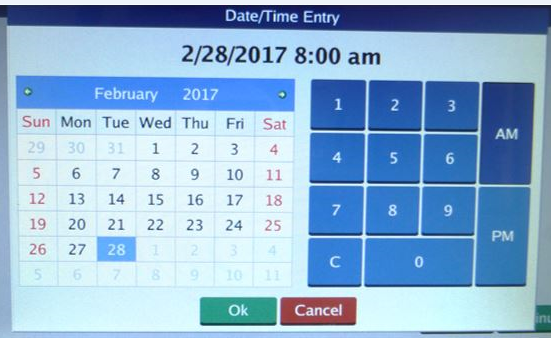 Date/Time Entry
2/28/2017 8:00 am
February 2017
Sun Mon Tue Wed Thu Fri Sat
29 30 31 1 2 3 4
5 6 7 8 9 10 11
12 13 14 15 16 17 18
19 20 21 22 23 24 25
26 27 28 1 2 3 4
5 6 7 8 9 10 11
1 2 3
AM
4 5 6
7 8 9
PM
C 0
Ok Cancel